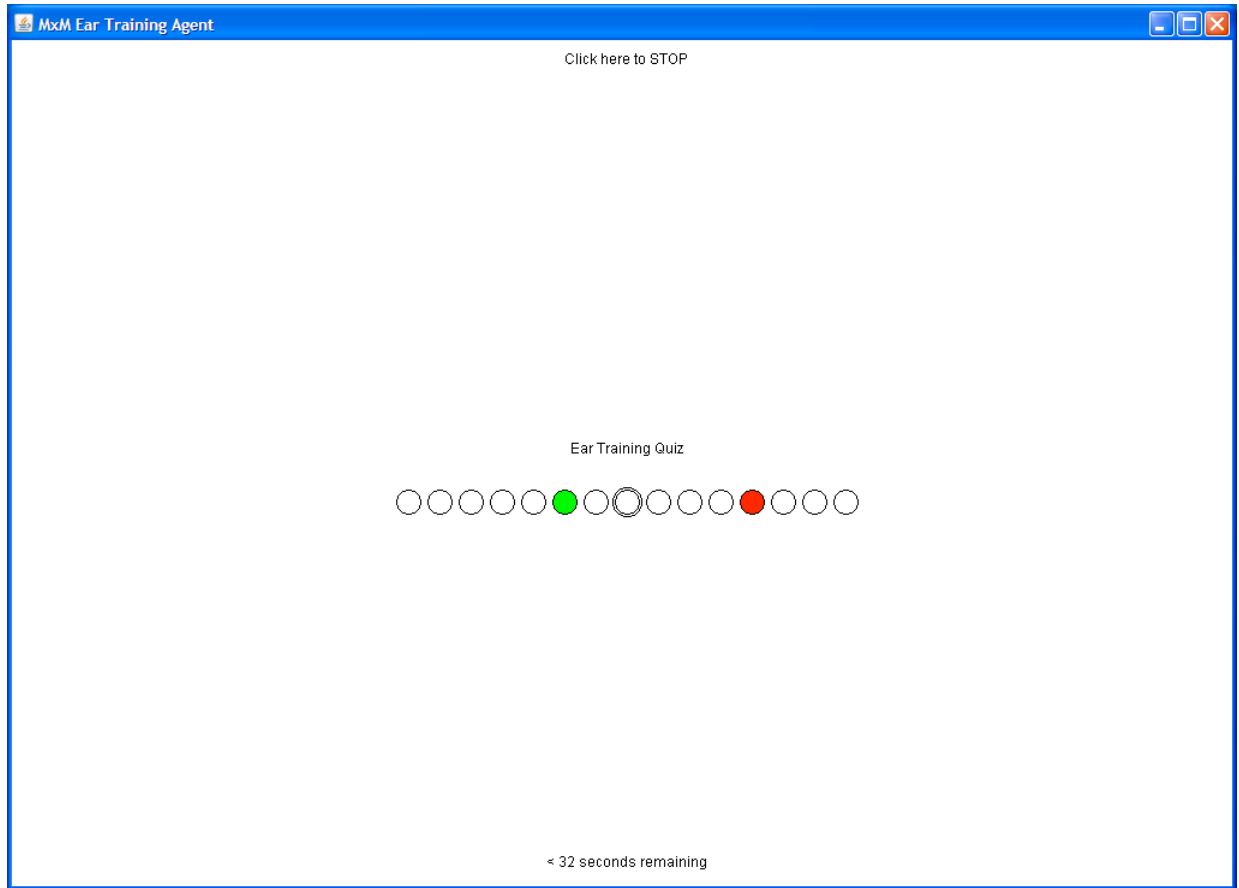 MxM Ear Training Agent
Click here to STOP
Ear Training Quiz
< 32 seconds remaining